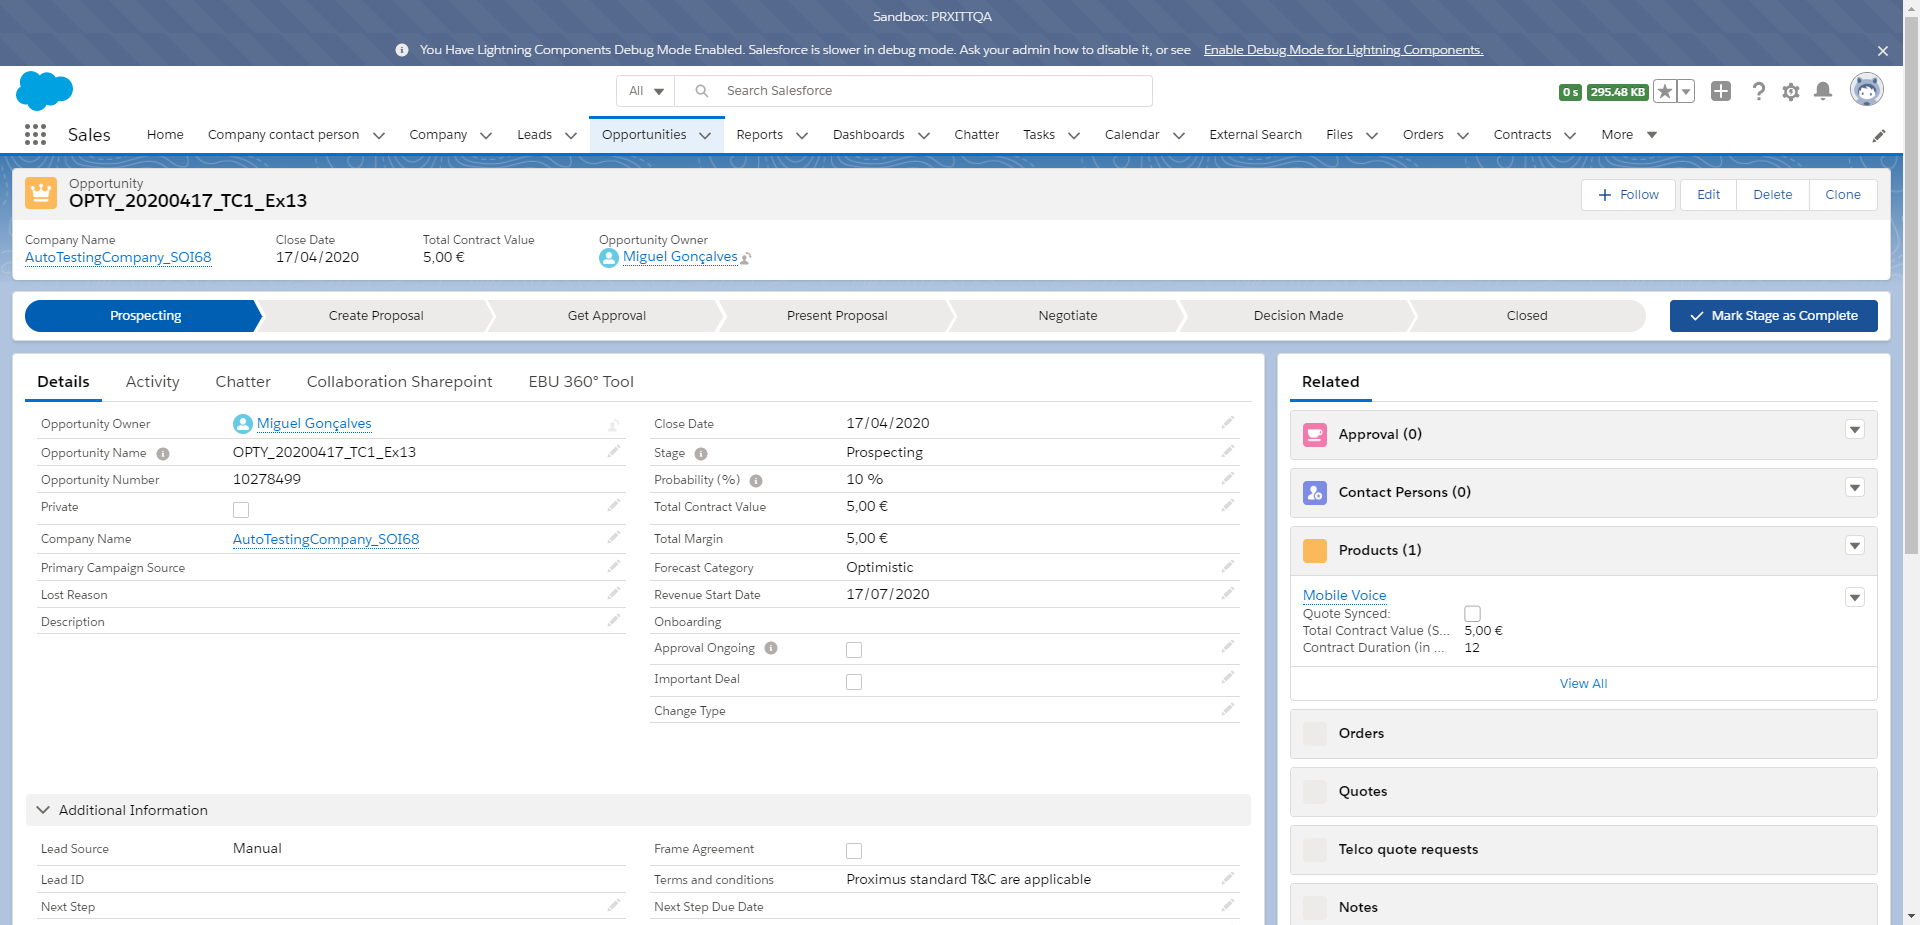 Sandbox: PRXITTQA
You Have Lightning Components Debug Mode Enabled. Salesforce is slower in debug mode. Ask your admin how to disable it, or see Enable Debug Mode for Lightning Components.
All Search Salesforce 0 s 295.48 KB
Sales Home Company contact person Company Leads Opportunities Reports Dashboards Chatter Tasks Calendar External Search Files Orders Contracts More
Opportunity
OPTY_20200417_TC1_Ex13
Follow Edit Delete Clone
Company Name Close Date Total Contract Value Opportunity Owner
AutoTestingCompany_SOI68 17/04/2020 5,00 € Miguel Gonçalves
Prospecting Create Proposal Get Approval Present Proposal Negotiate Decision Made Closed Mark Stage as Complete
Details Activity Chatter Collaboration Sharepoint EBU 360° Tool
Opportunity Owner Miguel Gonçalves
Opportunity Name OPTY_20200417_TC1_Ex13
Opportunity Number 10278499
Private
Company Name AutoTestingCompany_SOI68
Primary Campaign Source
Lost Reason
Description
Close Date 17/04/2020
Stage Prospecting
Probability (%) 10 %
Total Contract Value 5,00 €
Total Margin 5,00 €
Forecast Category Optimistic
Revenue Start Date 17/07/2020
Onboarding
Approval Ongoing
Important Deal
Change Type
Additional Information
Lead Source Manual
Lead ID
Next Step
Frame Agreement
Terms and conditions Proximus standard T&C are applicable
Next Step Due Date
Related
Approval (0)
Contact Persons (0)
Products (1)
Mobile Voice
Quote Synced:
Total Contract Value (S... 5,00 €
Contract Duration (in ... 12
View All
Orders
Quotes
Telco quote requests
Notes